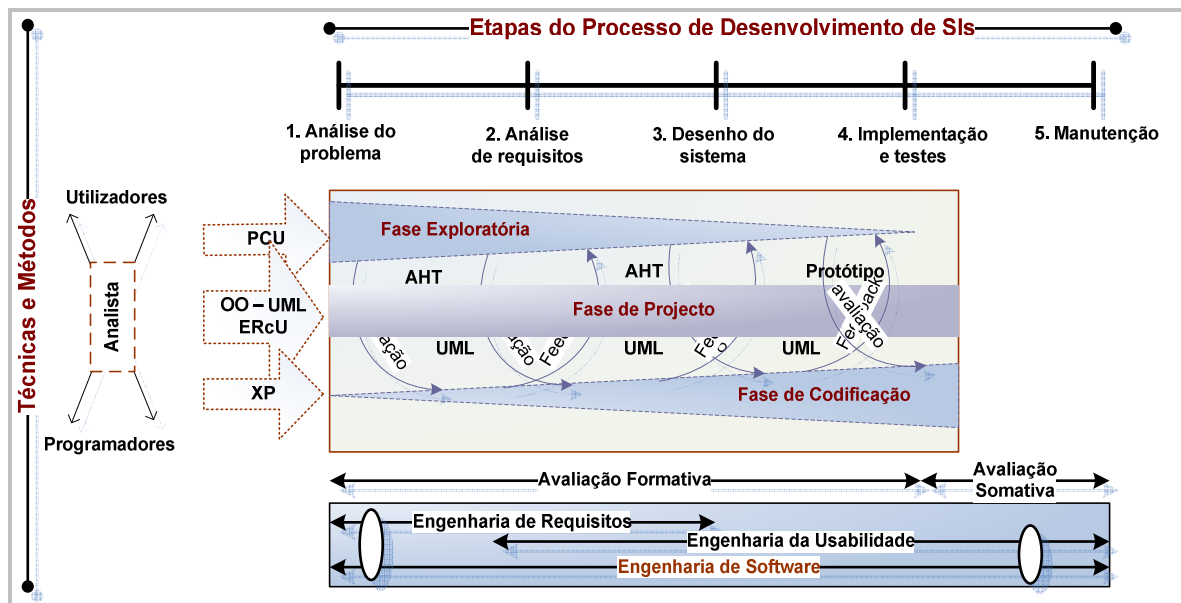 Etapas do Processo de Desenvolvimento de SIs
1. Análise do
problema
2. Análise
de requisitos
3. Desenho do
sistema
4. Implementação
e testes
5. Manutenção
Técnicas e Métodos
Utilizadores
Analista
Programadores
PCU
OO – UML
ERcU
XP
Fase Exploratória
AHT
AHT
Protótipo
avaliação
Fase de Projecto
UML
UML
UML
Fase de Codificação
Avaliação Formativa
Avaliação
Somativa
Engenharia de Requisitos
Engenharia da Usabilidade
Engenharia de Software